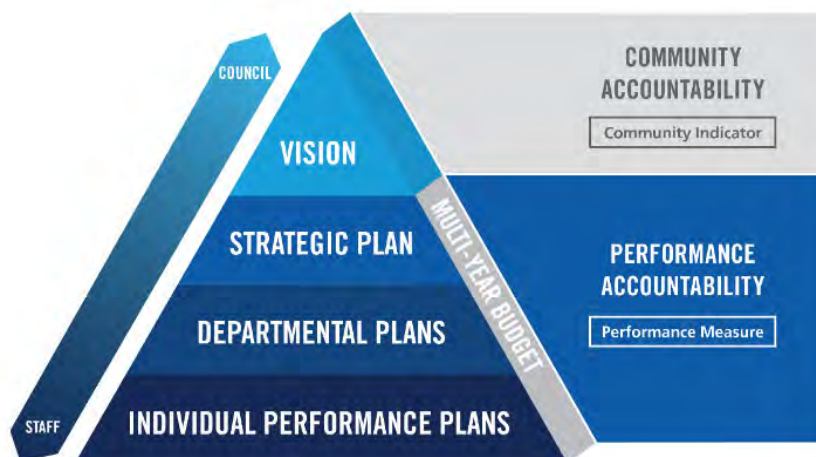 COUNCIL
STAFF
VISION
STRATEGIC PLAN
DEPARTMENTAL PLANS
INDIVIDUAL PERFORMANCE PLANS
MULTI-YEAR BUDGET
COMMUNITY
ACCOUNTABILITY
Community Indicator
PERFORMANCE
ACCOUNTABILITY
Performance Measure